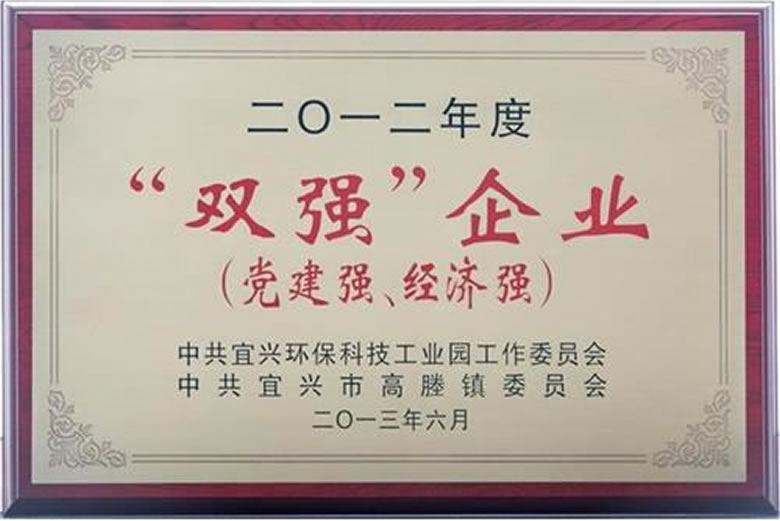 二〇一二年度
“双强”企业
（党建强、经济强）
中共宜兴环保科技工业园工作委员会
中共宜兴市高塍镇委员会
二〇一三年六月